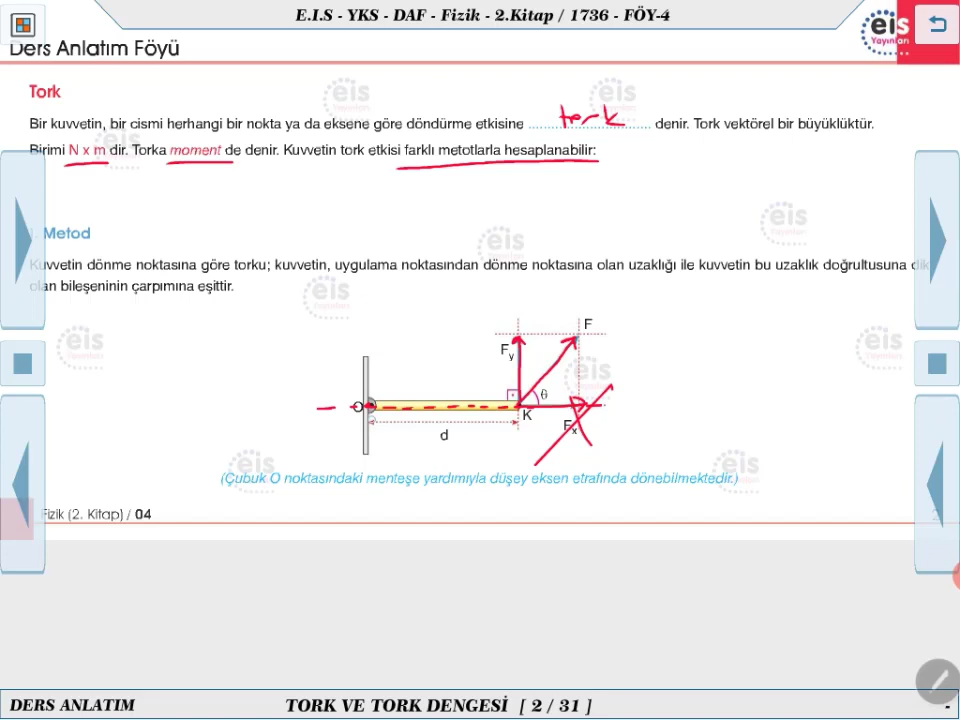 E.I.S - YKS - DAF - Fizik - 2.Kitap / 1736 - FÖY-4
eis
Yayınları
Ders Anlatım Föyü
Tork
Bir kuvvetin, bir cismi herhangi bir nokta ya da eksene göre döndürme etkisine tork denir. Tork vektörel bir büyüklüktür.
Birimi N x m dir. Torka moment de denir. Kuvvetin tork etkisi farklı metotlarla hesaplanabilir:
I. Metod
Kuvvetin dönme noktasına göre torku; kuvvetin, uygulama noktasından dönme noktasına olan uzaklığı ile kuvvetin bu uzaklık doğrultusuna dik
olan bileşeninin çarpımına eşittir.
F
Fy
θ
O
K
Fx
d
(Çubuk O noktasındaki menteşe yardımıyla düşey eksen etrafında dönebilmektedir.)
Fizik (2. Kitap) / 04
DERS ANLATIM TORK VE TORK DENGESİ [ 2 / 31 ] -